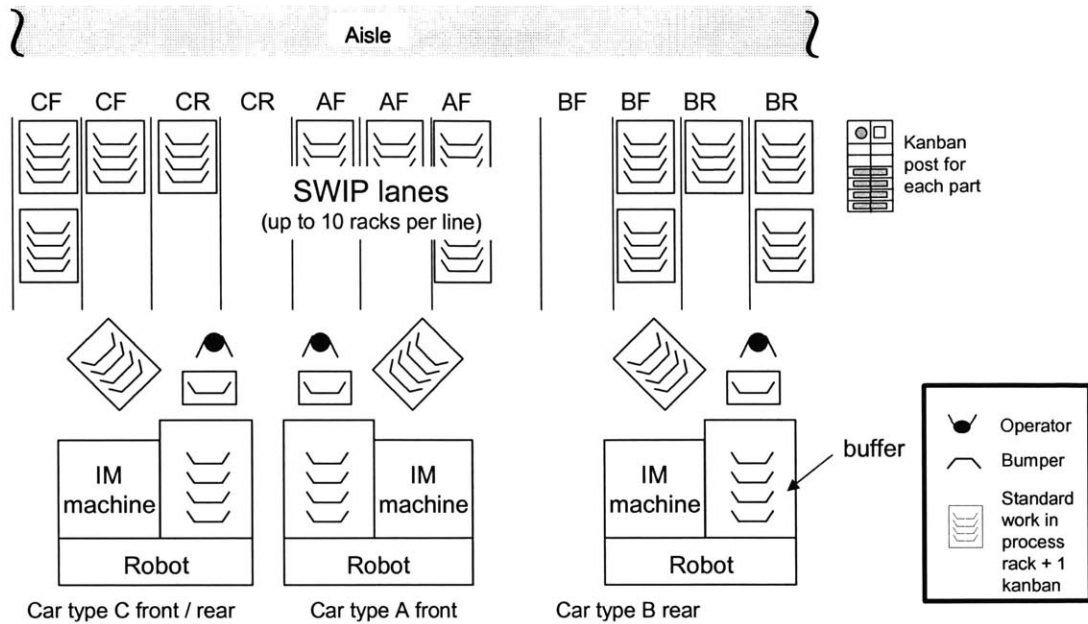 Aisle
CF CF CR CR AF AF AF BF BF BR BR
Kanban
post for
each part
SWIP lanes
(up to 10 racks per line)
buffer
IM
machine
IM
machine
IM
machine
Robot
Robot
Robot
Car type C front / rear
Car type A front
Car type B rear
Operator
Bumper
Standard
work in
process
rack + 1
kanban